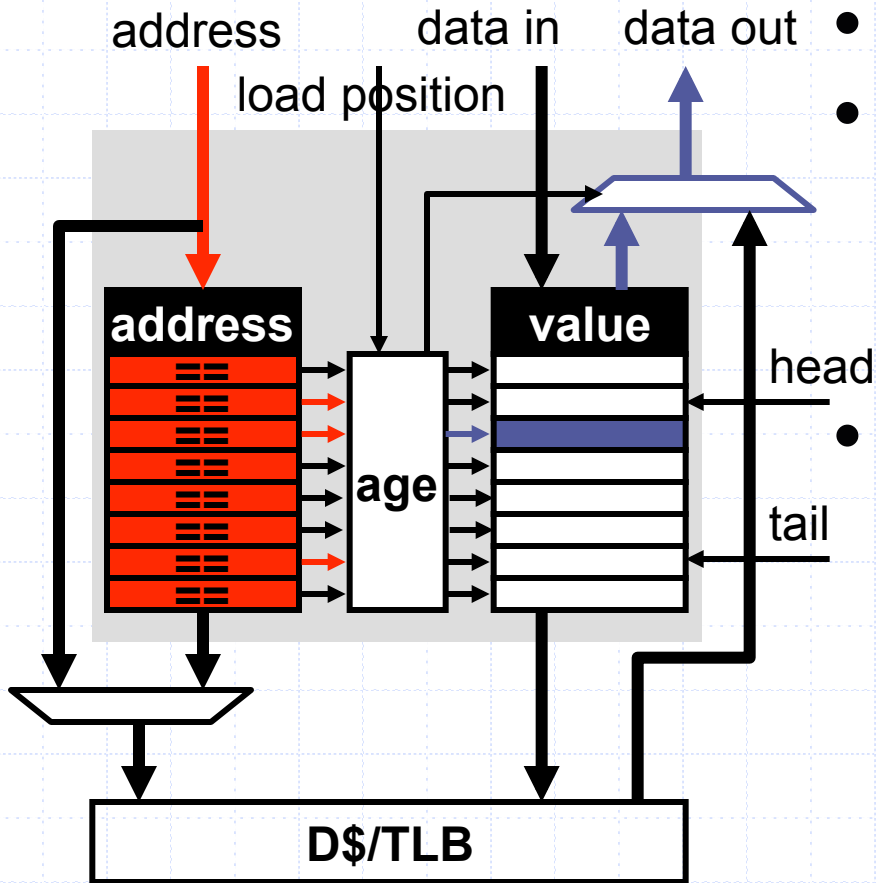 address data in data out •
load position •
address value
==
head
==
== •
== age
==
== tail
==
==
D$/TLB